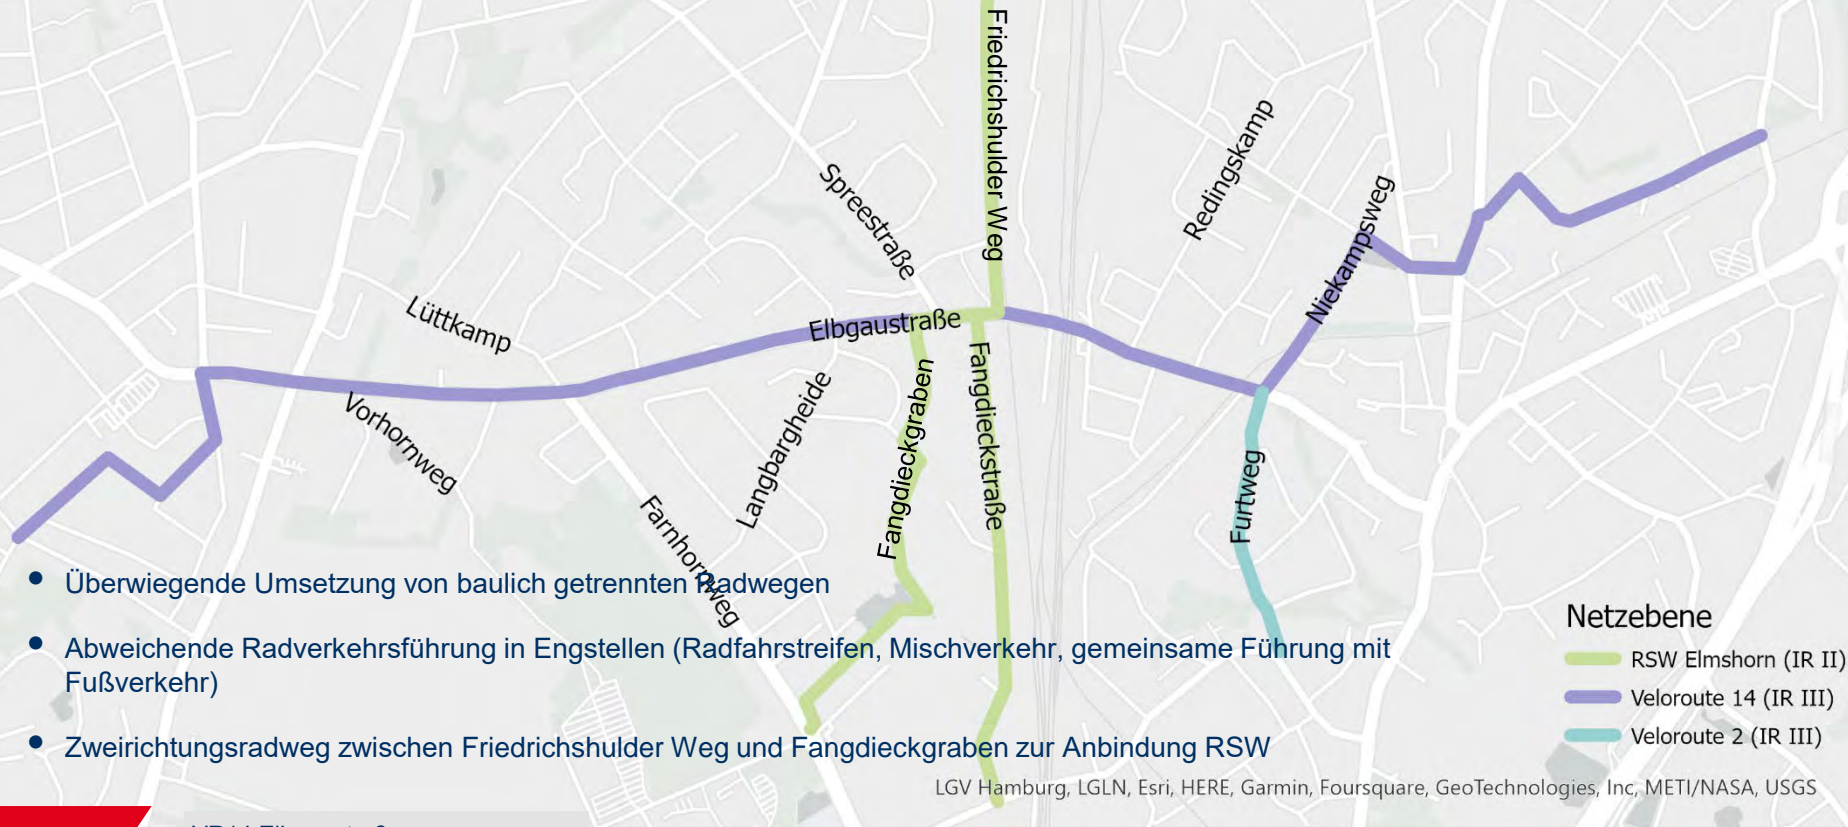 Friedrichshulder Weg
Redingskamp
Spreestraße
Niekampsweg
Lüttkamp
Elbgaustraße
Vorhornweg
Langbargheide
Fangdieckgraben
Fangdieckstraße
Furtweg
Farnhornweg
• Überwiegende Umsetzung von baulich getrennten Radwegen
• Abweichende Radverkehrsführung in Engstellen (Radfahrstreifen, Mischverkehr, gemeinsame Führung mit
Fußverkehr)
• Zweirichtungsradweg zwischen Friedrichshulder Weg und Fangdieckgraben zur Anbindung RSW
Netzebene
RSW Elmshorn (IR II)
Veloroute 14 (IR III)
Veloroute 2 (IR III)
LGV Hamburg, LGLN, Esri, HERE, Garmin, Foursquare, GeoTechnologies, Inc, METI/NASA, USGS